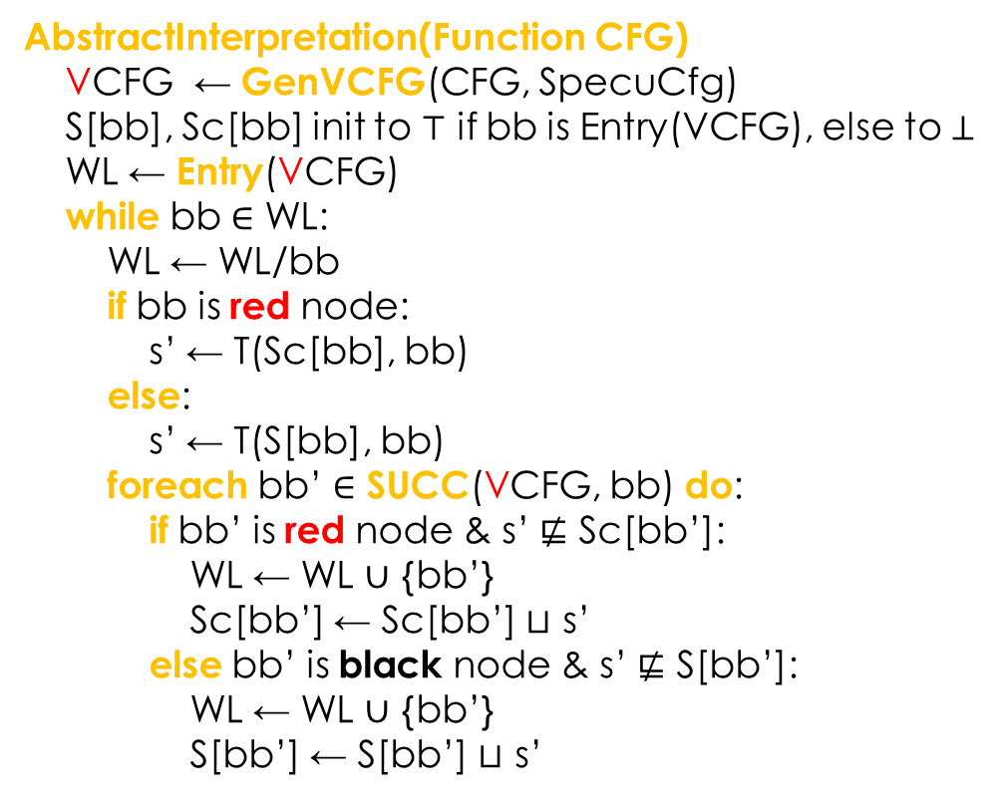 AbstractInterpretation(Function CFG)
VCFG ← GenVCFG(CFG, SpecuCfg)
S[bb], Sc[bb] init to ⊤ if bb is Entry(VCFG), else to ⊥
WL ← Entry(VCFG)
while bb ∈ WL:
WL ← WL/bb
if bb is red node:
s’ ← T(Sc[bb], bb)
else:
s’ ← T(S[bb], bb)
foreach bb’ ∈ SUCC(VCFG, bb) do:
if bb’ is red node & s’ ⋢ Sc[bb’]:
WL ← WL ∪ {bb’}
Sc[bb’] ← Sc[bb’] ⊔ s’
else bb’ is black node & s’ ⋢ S[bb’]:
WL ← WL ∪ {bb’}
S[bb’] ← S[bb’] ⊔ s’